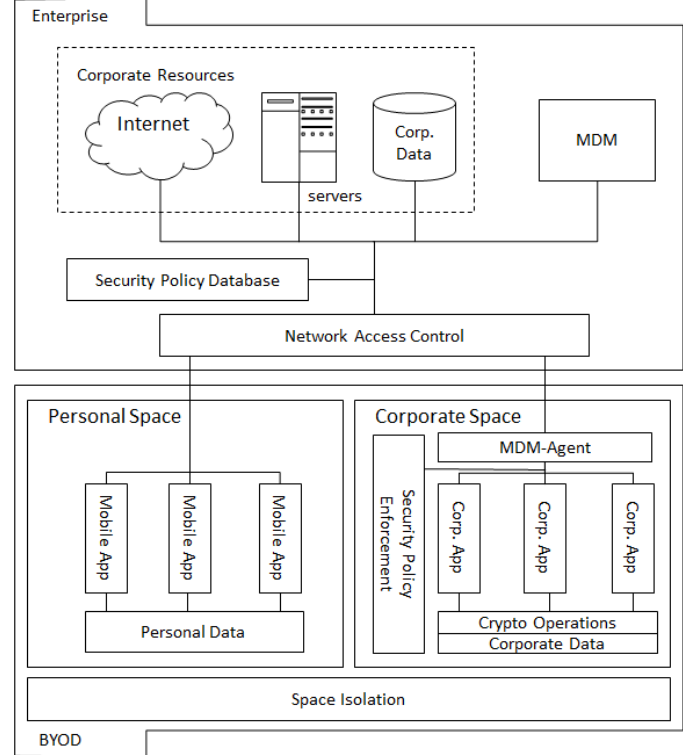 Enterprise
Corporate Resources
Internet
servers
Corp.
Data
MDM
Security Policy Database
Network Access Control
Personal Space
Mobile App
Mobile App
Mobile App
Personal Data
Corporate Space
MDM-Agent
Security Policy
Enforcement
Corp. App
Corp. App
Corp. App
Crypto Operations
Corporate Data
Space Isolation
BYOD